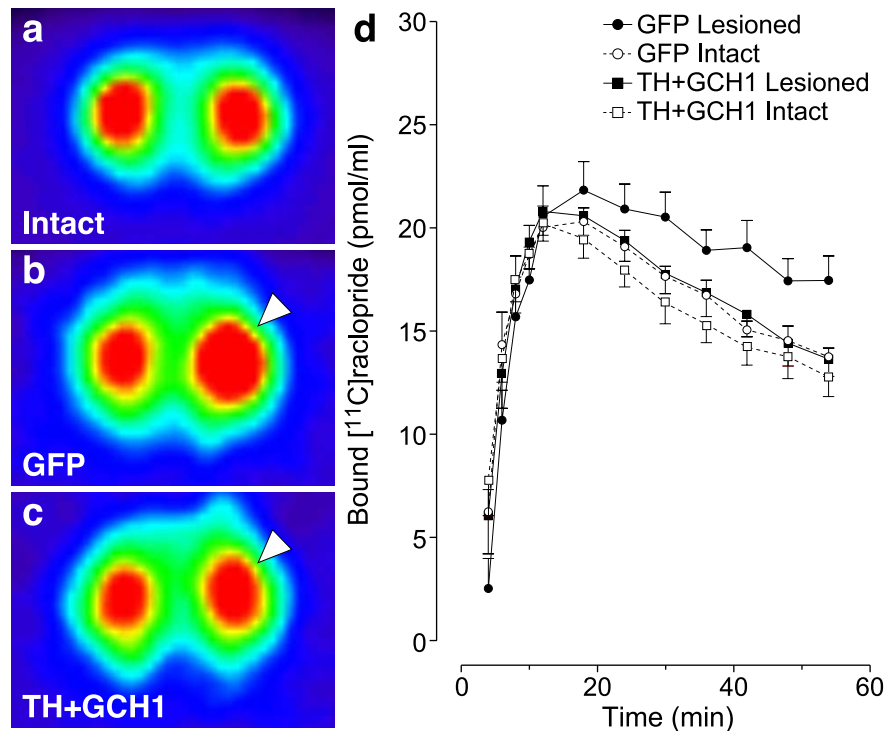 a
Intact
b
GFP
c
TH+GCH1
d
GFP Lesioned
GFP Intact
TH+GCH1 Lesioned
TH+GCH1 Intact
Bound [¹¹C]raclopride (pmol/ml)
30
25
20
15
10
5
0
0 20 40 60
Time (min)